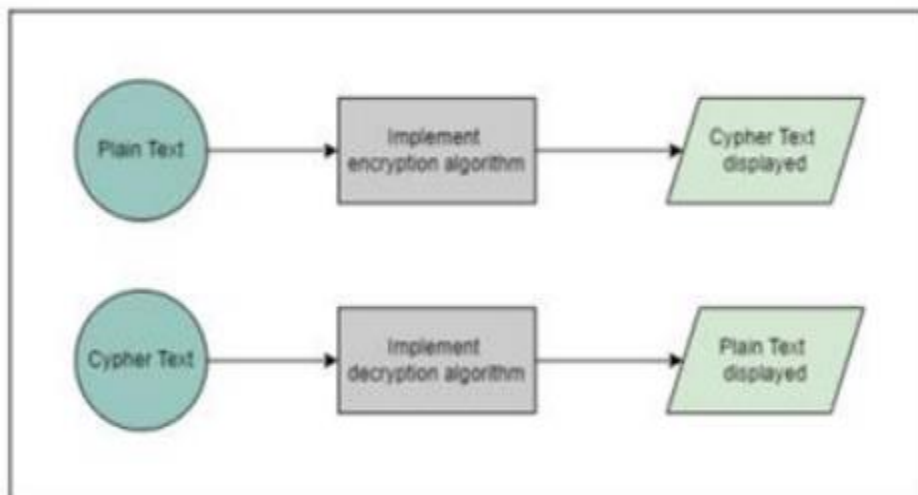 Plain Text
Implement
encryption algorithm
Cypher Text
displayed
Cypher Text
Implement
decryption algorithm
Plain Text
displayed